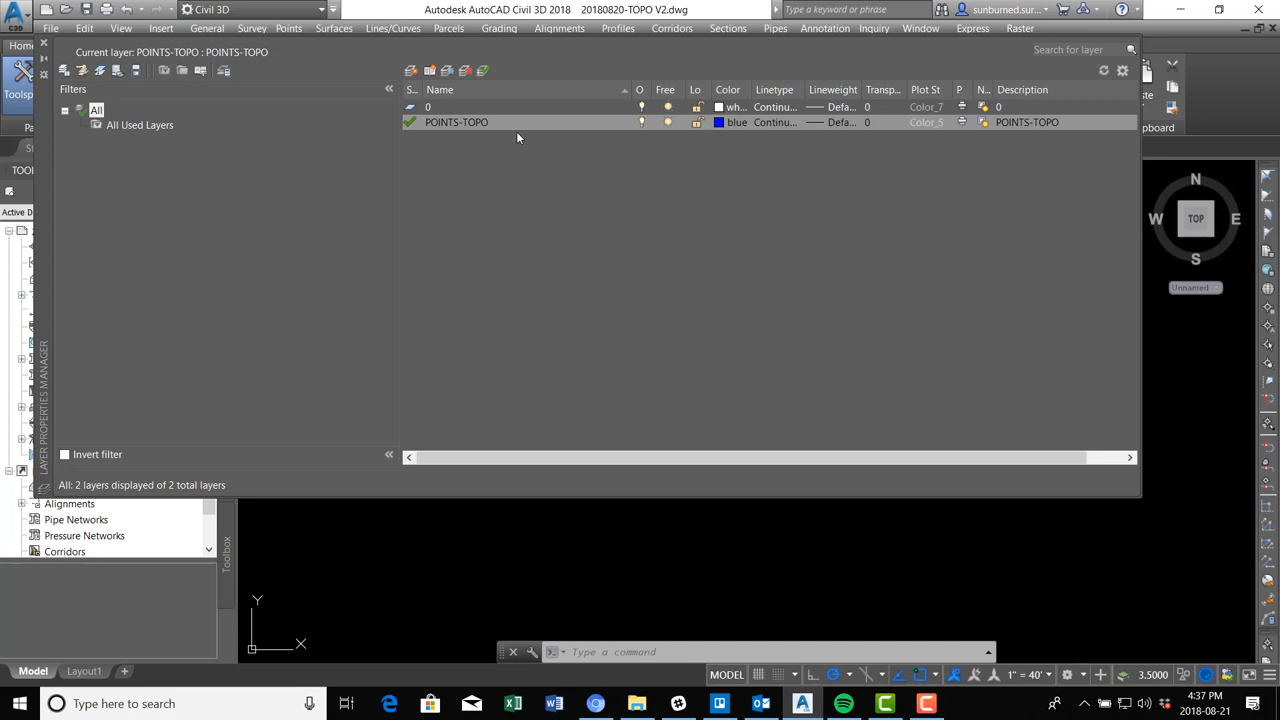 Civil 3D
Autodesk AutoCAD Civil 3D 2018 20180820-TOPO V2.dwg
Type a keyword or phrase
sunburned.sur...
C3D
File Edit View Insert General Survey Points Lines/Curves Parcels Surfaces Grading Alignments Profiles Corridors Sections Pipes Annotation Inquiry Window Express Raster
Current layer: POINTS-TOPO : POINTS-TOPO
Search for layer
Filters
S... Name O Free Lo Color Linetype Lineweight Transp... Plot St P N... Description
0 wh... Continu... Defa... 0 Color_7 0
POINTS-TOPO blue Continu... Defa... 0 Color_5 POINTS-TOPO
All
All Used Layers
Toolsp
TOOL
Active D
N
W TOP E
S
Unnamed
LAYER PROPERTIES MANAGER
Invert filter
All: 2 layers displayed of 2 total layers
Alignments
Pipe Networks
Pressure Networks
Corridors
Toolbox
Y
X
Type a command
Model Layout1 +
MODEL 1" = 40' 3.5000
Type here to search
4:37 PM
2018-08-21